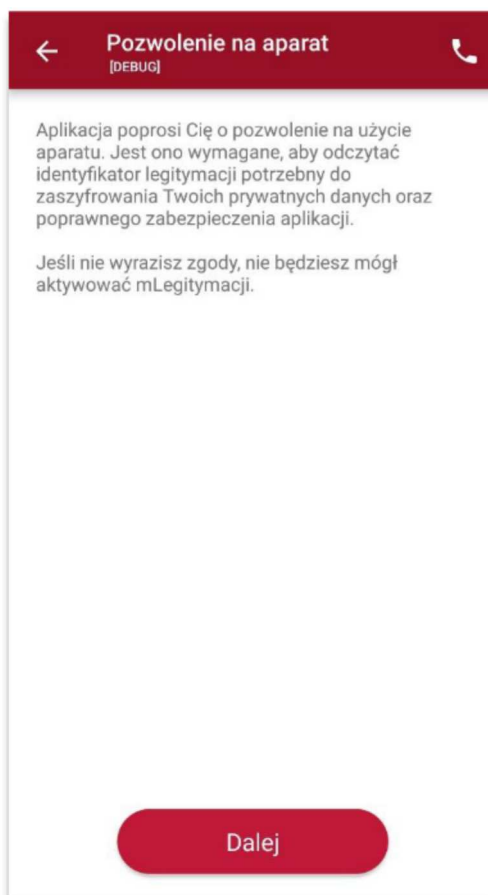 Pozwolenie na aparat
[DEBUG]
Aplikacja poprosi Cię o pozwolenie na użycie
aparatu. Jest ono wymagane, aby odczytać
identyfikator legitymacji potrzebny do
zaszyfrowania Twoich prywatnych danych oraz
poprawnego zabezpieczenia aplikacji.
Jeśli nie wyrazisz zgody, nie będziesz mógł
aktywować mLegitymacji.
Dalej